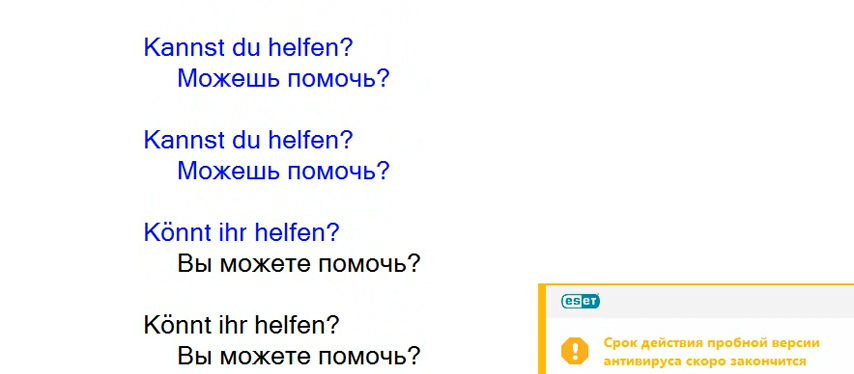 Kannst du helfen?
Можешь помочь?
Kannst du helfen?
Можешь помочь?
Könnt ihr helfen?
Вы можете помочь?
Könnt ihr helfen?
Вы можете помочь?
eset
Срок действия пробной версии
антивируса скоро закончится